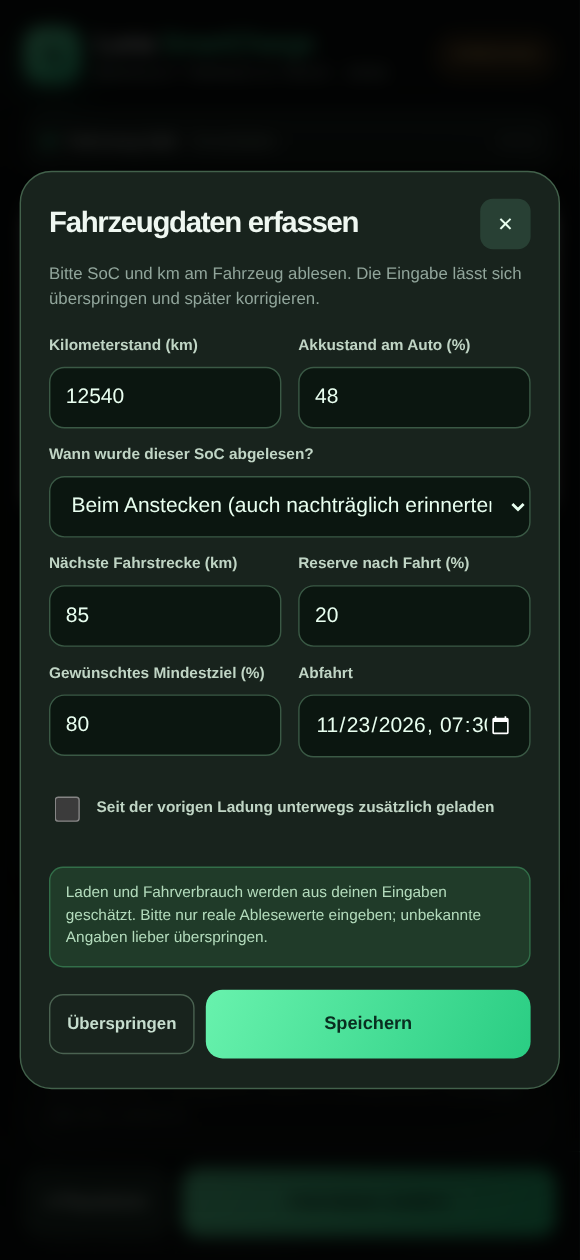 Fahrzeugdaten erfassen
×
Bitte SoC und km am Fahrzeug ablesen. Die Eingabe lässt sich
überspringen und später korrigieren.
Kilometerstand (km)
Akkustand am Auto (%)
12540
48
Wann wurde dieser SoC abgelesen?
Beim Anstecken (auch nachträglich
Nächste Fahrstrecke (km)
Reserve nach Fahrt (%)
85
20
Gewünschtes Mindestziel (%)
Abfahrt
80
11/23/2026, 07:30
Seit der vorigen Ladung unterwegs zusätzlich geladen
Laden und Fahrverbrauch werden aus deinen Eingaben
geschätzt. Bitte nur reale Ablesewerte eingeben; unbekannte
Angaben lieber überspringen.
Überspringen
Speichern